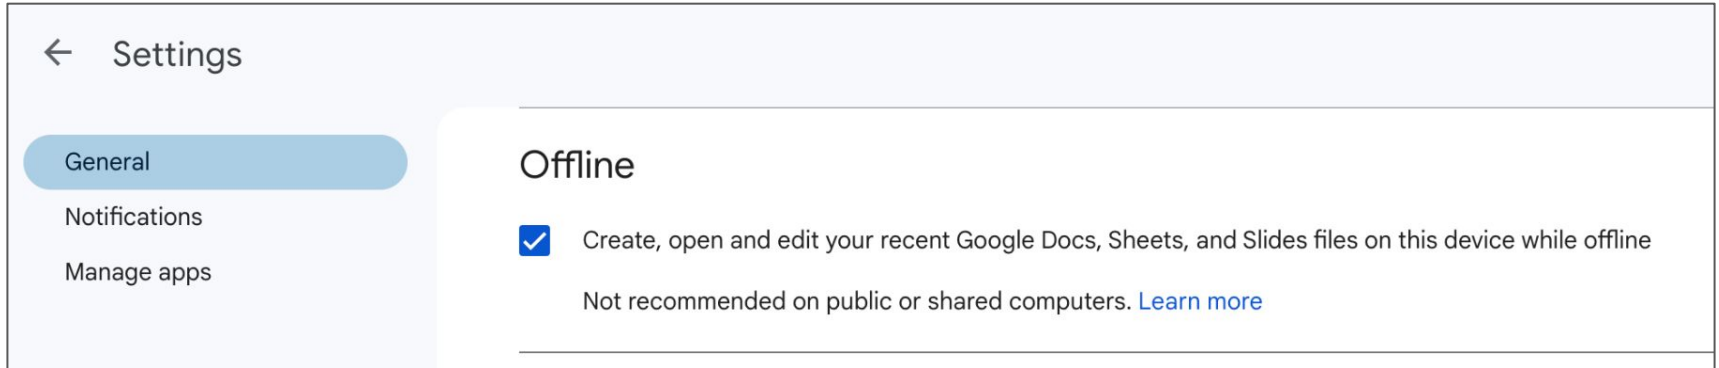 Settings
General
Notifications
Manage apps
Offline
Create, open and edit your recent Google Docs, Sheets, and Slides files on this device while offline
Not recommended on public or shared computers. Learn more